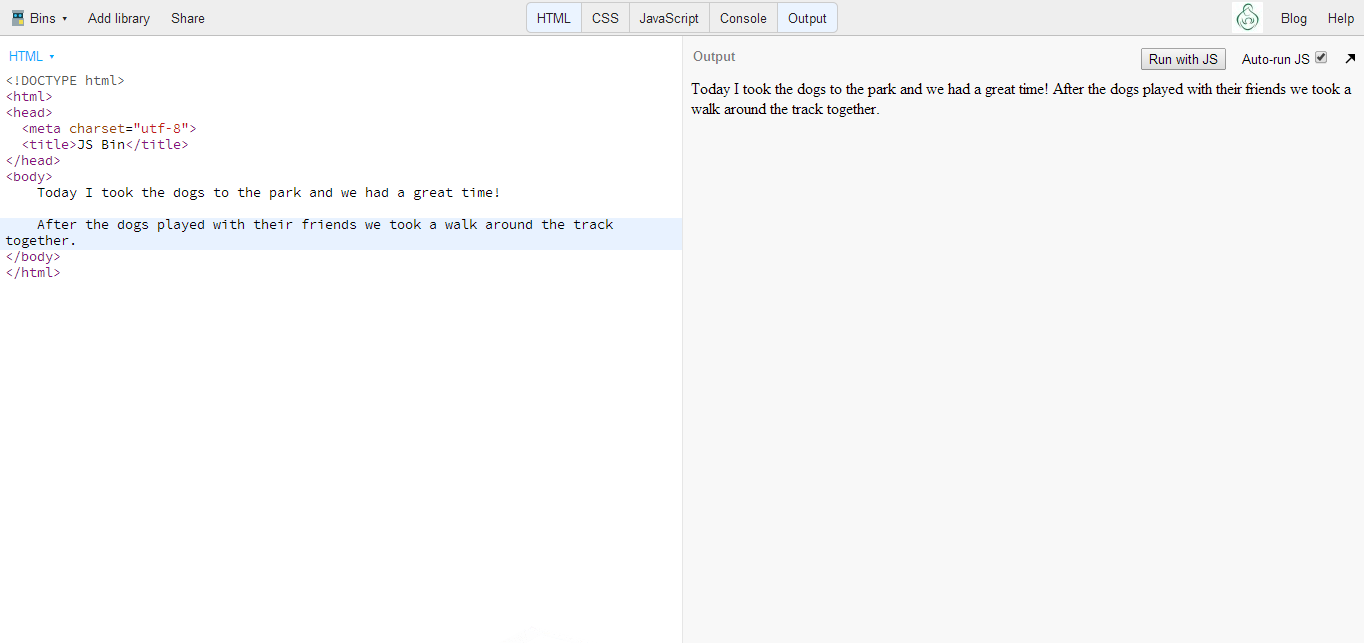 Bins ▾ Add library Share HTML CSS JavaScript Console Output Blog Help
HTML ▾
<!DOCTYPE html>
<html>
<head>
  <meta charset="utf-8">
  <title>JS Bin</title>
</head>
<body>
    Today I took the dogs to the park and we had a great time!
    After the dogs played with their friends we took a walk around the track
together.
</body>
</html>
Output Run with JS Auto-run JS
Today I took the dogs to the park and we had a great time! After the dogs played with their friends we took a
walk around the track together.